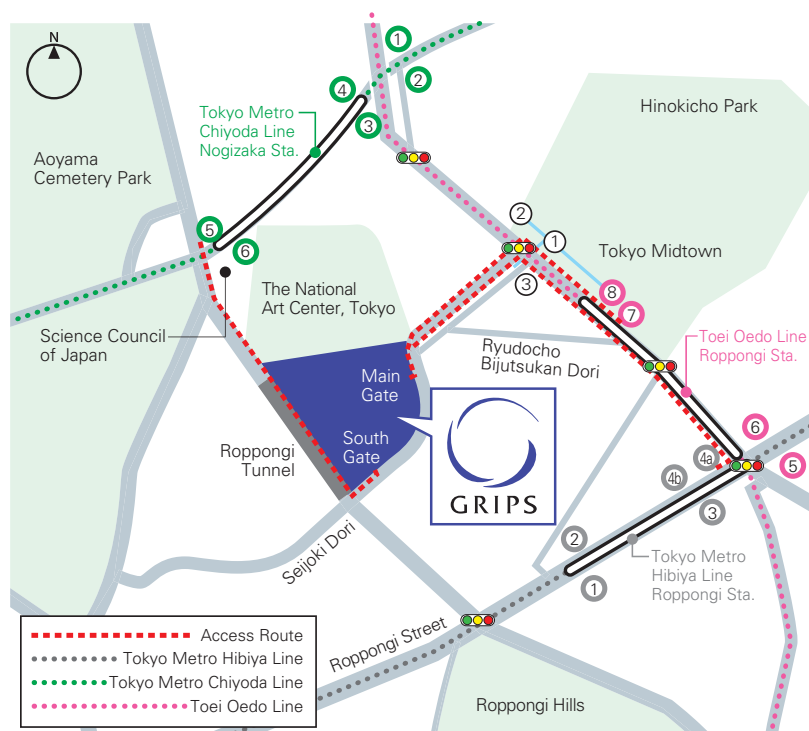 N
1
2
4
3
Tokyo Metro
Chiyoda Line
Nogizaka Sta.
Hinokicho Park
Aoyama
Cemetery Park
5
6
2
1
3
Tokyo Midtown
8
7
The National
Art Center, Tokyo
Science Council
of Japan
Ryudocho
Bijutsukan Dori
Toei Oedo Line
Roppongi Sta.
Main
Gate
South
Gate
Roppongi
Tunnel
GRIPS
6
5
4a
4b
3
2
1
Tokyo Metro
Hibiya Line
Roppongi Sta.
Seijoki Dori
Roppongi Street
Roppongi Hills
Access Route
Tokyo Metro Hibiya Line
Tokyo Metro Chiyoda Line
Toei Oedo Line